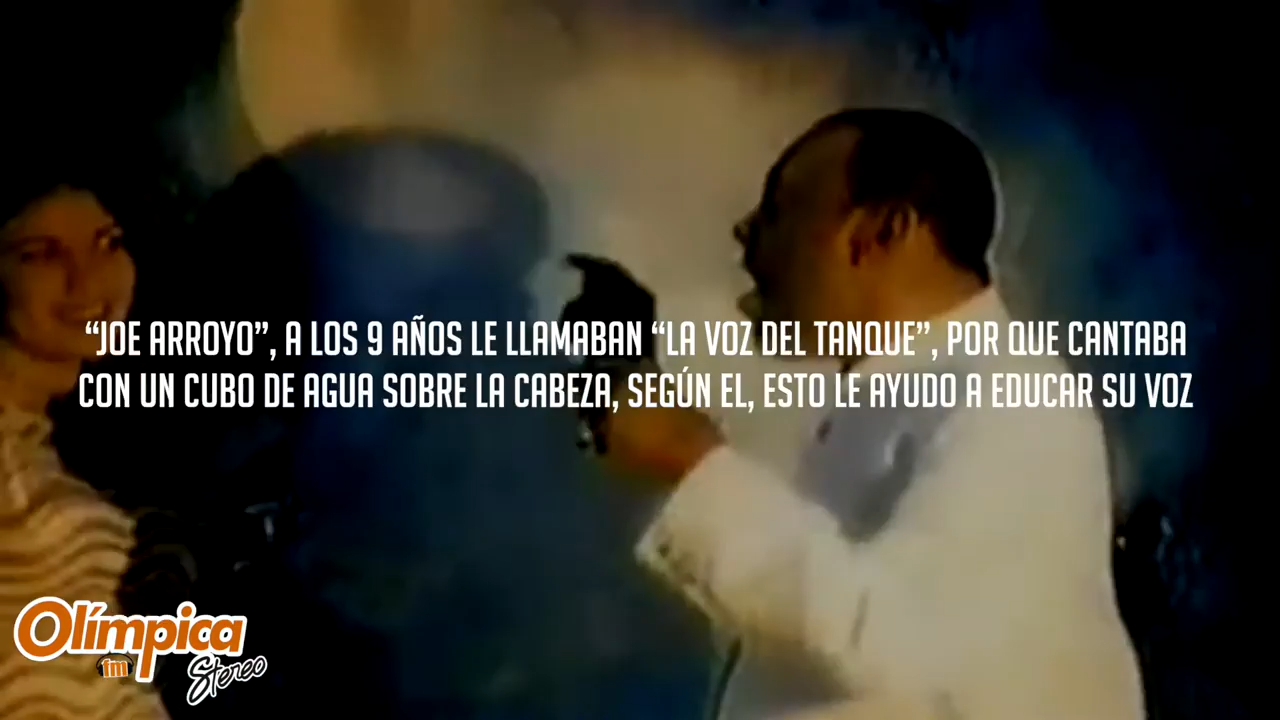 “JOE ARROYO”, A LOS 9 AÑOS LE LLAMABAN “LA VOZ DEL TANQUE”, POR QUE CANTABA
CON UN CUBO DE AGUA SOBRE LA CABEZA, SEGÚN EL, ESTO LE AYUDO A EDUCAR SU VOZ
Olímpica
fm
Stereo